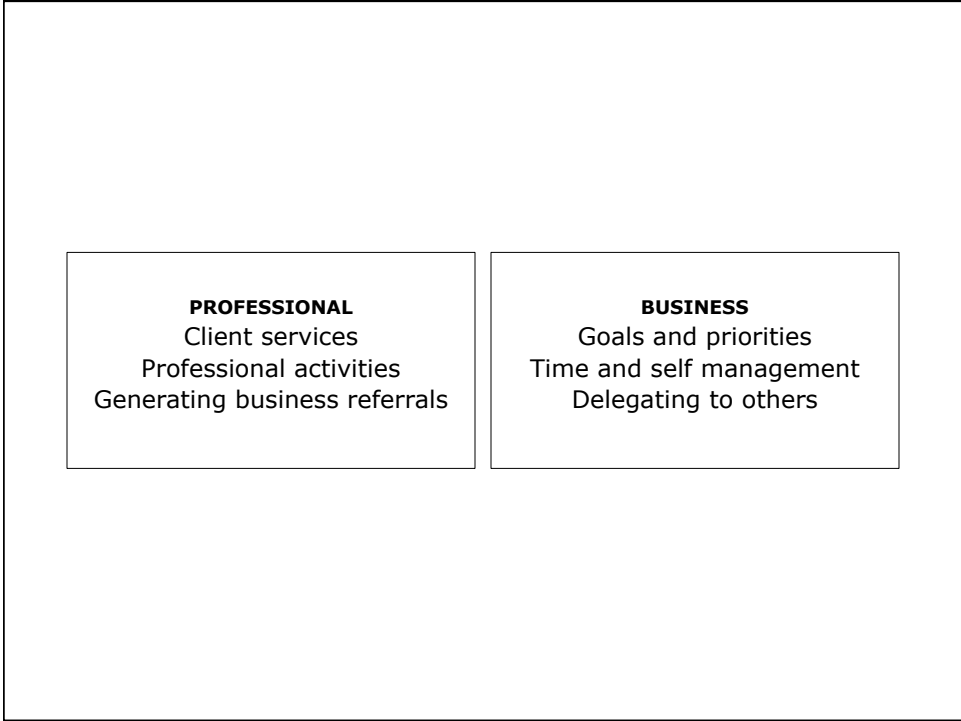 PROFESSIONAL
Client services
Professional activities
Generating business referrals
BUSINESS
Goals and priorities
Time and self management
Delegating to others